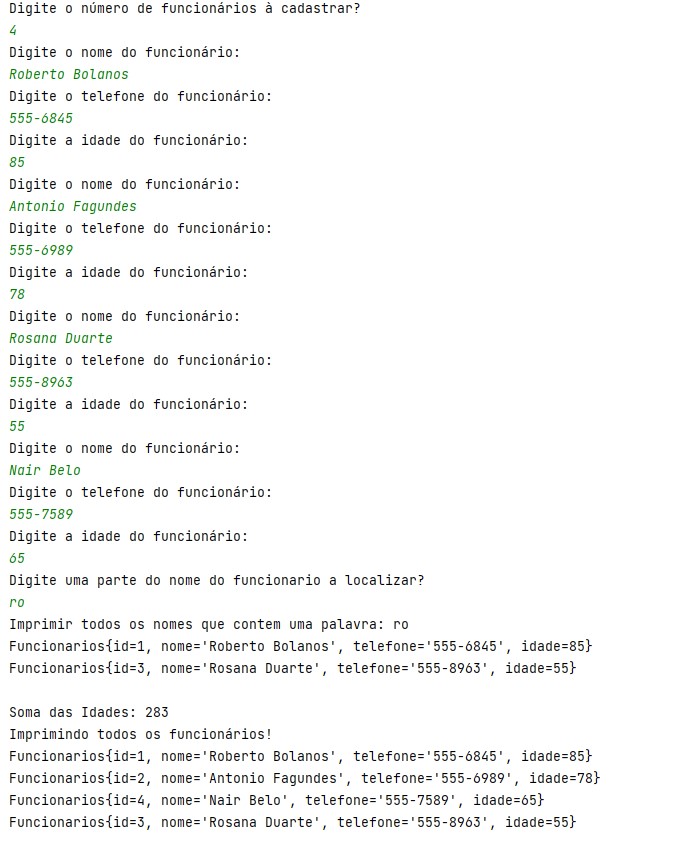 Digite o número de funcionários à cadastrar?
4
Digite o nome do funcionário:
Roberto Bolanos
Digite o telefone do funcionário:
555-6845
Digite a idade do funcionário:
85
Digite o nome do funcionário:
Antonio Fagundes
Digite o telefone do funcionário:
555-6989
Digite a idade do funcionário:
78
Digite o nome do funcionário:
Rosana Duarte
Digite o telefone do funcionário:
555-8963
Digite a idade do funcionário:
55
Digite o nome do funcionário:
Nair Belo
Digite o telefone do funcionário:
555-7589
Digite a idade do funcionário:
65
Digite uma parte do nome do funcionario a localizar?
ro
Imprimir todos os nomes que contem uma palavra: ro
Funcionarios{id=1, nome='Roberto Bolanos', telefone='555-6845', idade=85}
Funcionarios{id=3, nome='Rosana Duarte', telefone='555-8963', idade=55}
Soma das Idades: 283
Imprimindo todos os funcionários!
Funcionarios{id=1, nome='Roberto Bolanos', telefone='555-6845', idade=85}
Funcionarios{id=2, nome='Antonio Fagundes', telefone='555-6989', idade=78}
Funcionarios{id=4, nome='Nair Belo', telefone='555-7589', idade=65}
Funcionarios{id=3, nome='Rosana Duarte', telefone='555-8963', idade=55}